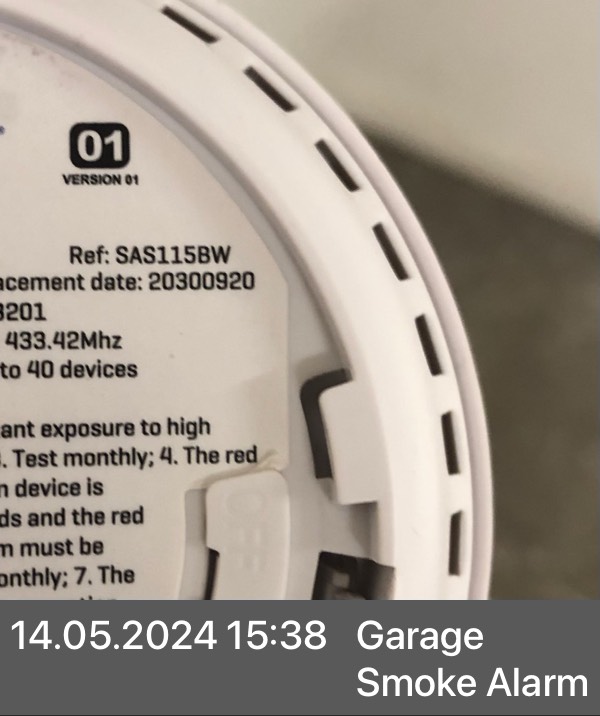 01
VERSION 01
Ref: SAS115BW
acement date: 20300920
3201
433.42Mhz
to 40 devices
ant exposure to high
. Test monthly; 4. The red
n device is
ds and the red
m must be
onthly; 7. The
OFF
14.05.2024 15:38
Garage
Smoke Alarm